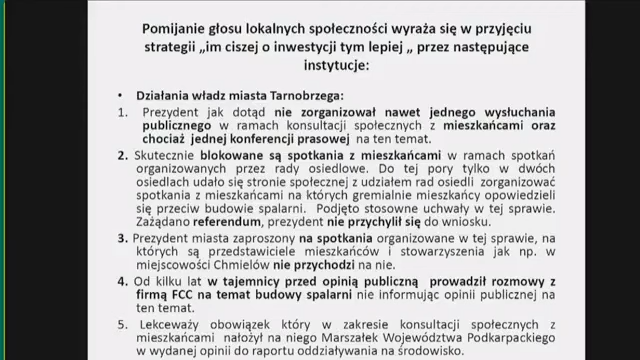 Pomijanie głosu lokalnych społeczności wyraża się w przyjęciu
strategii „im ciszej o inwestycji tym lepiej „ przez następujące
instytucje:
• Działania władz miasta Tarnobrzega:
1. Prezydent jak dotąd nie zorganizował nawet jednego wysłuchania
publicznego w ramach konsultacji społecznych z mieszkańcami oraz
chociaż jednej konferencji prasowej na ten temat.
2. Skutecznie blokowane są spotkania z mieszkańcami w ramach spotkań
organizowanych przez rady osiedlowe. Do tej pory tylko w dwóch
osiedlach udało się stronie społecznej z udziałem rad osiedli zorganizować
spotkania z mieszkańcami na których gremialnie mieszkańcy opowiedzieli
się przeciw budowie spalarni. Podjęto stosowne uchwały w tej sprawie.
Zażądano referendum, prezydent nie przychylił się do wniosku.
3. Prezydent miasta zaproszony na spotkania organizowane w tej sprawie, na
których są przedstawiciele mieszkańców i stowarzyszenia jak np. w
miejscowości Chmielów nie przychodzi na nie.
4. Od kilku lat w tajemnicy przed opinią publiczną prowadził rozmowy z
firmą FCC na temat budowy spalarni nie informując opinii publicznej na
ten temat.
5. Lekceważy obowiązek który w zakresie konsultacji społecznych z
mieszkańcami nałożył na niego Marszałek Województwa Podkarpackiego
w wydanej opinii do raportu oddziaływania na środowisko.